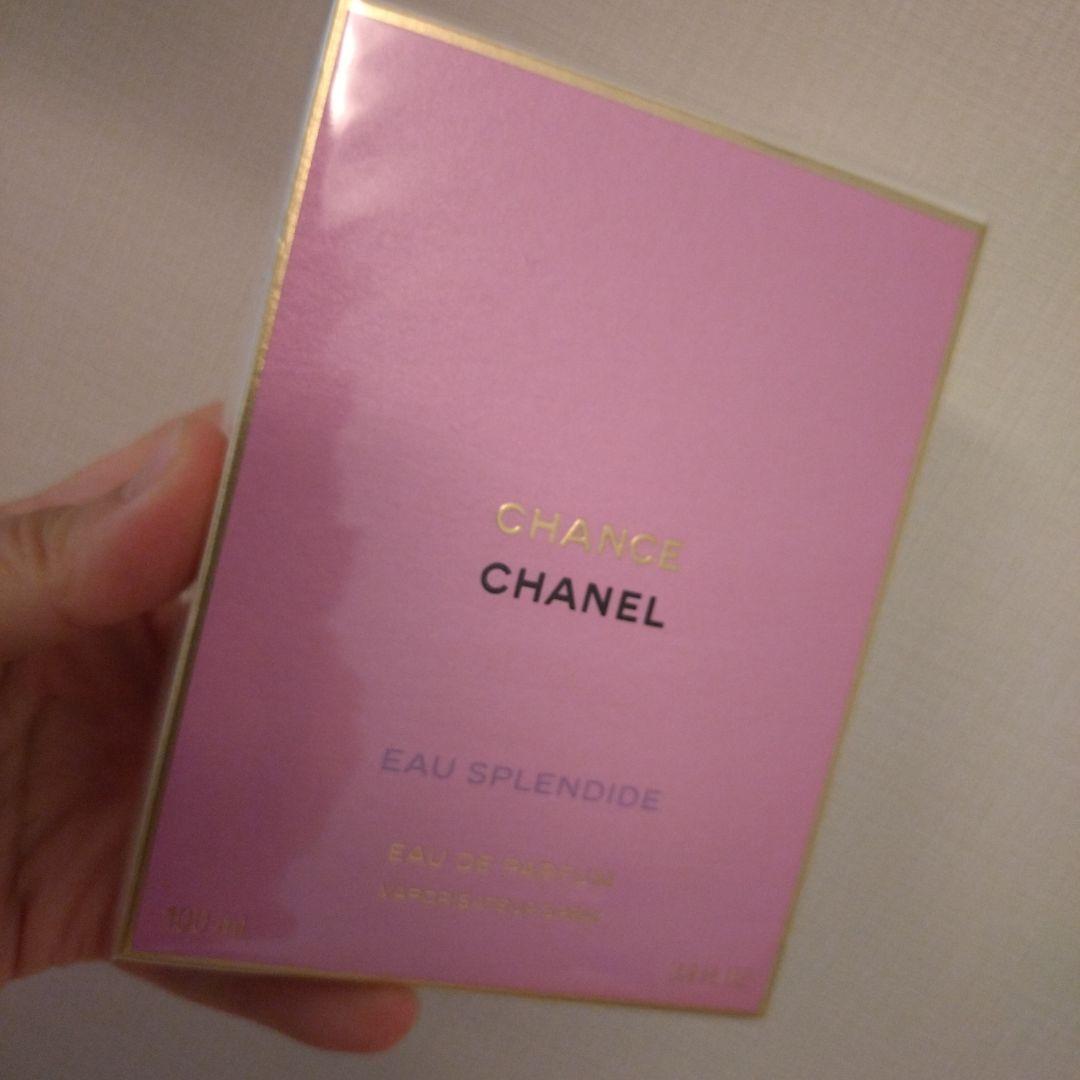 CHANCE
CHANEL
EAU SPLENDIDE
EAU DE PARFUM
VAPORISATEUR SPRAY
100 ml